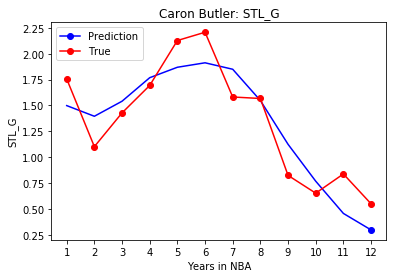 Caron Butler: STL_G
Prediction
True
STL_G
2.25
2.00
1.75
1.50
1.25
1.00
0.75
0.50
0.25
1 2 3 4 5 6 7 8 9 10 11 12
Years in NBA